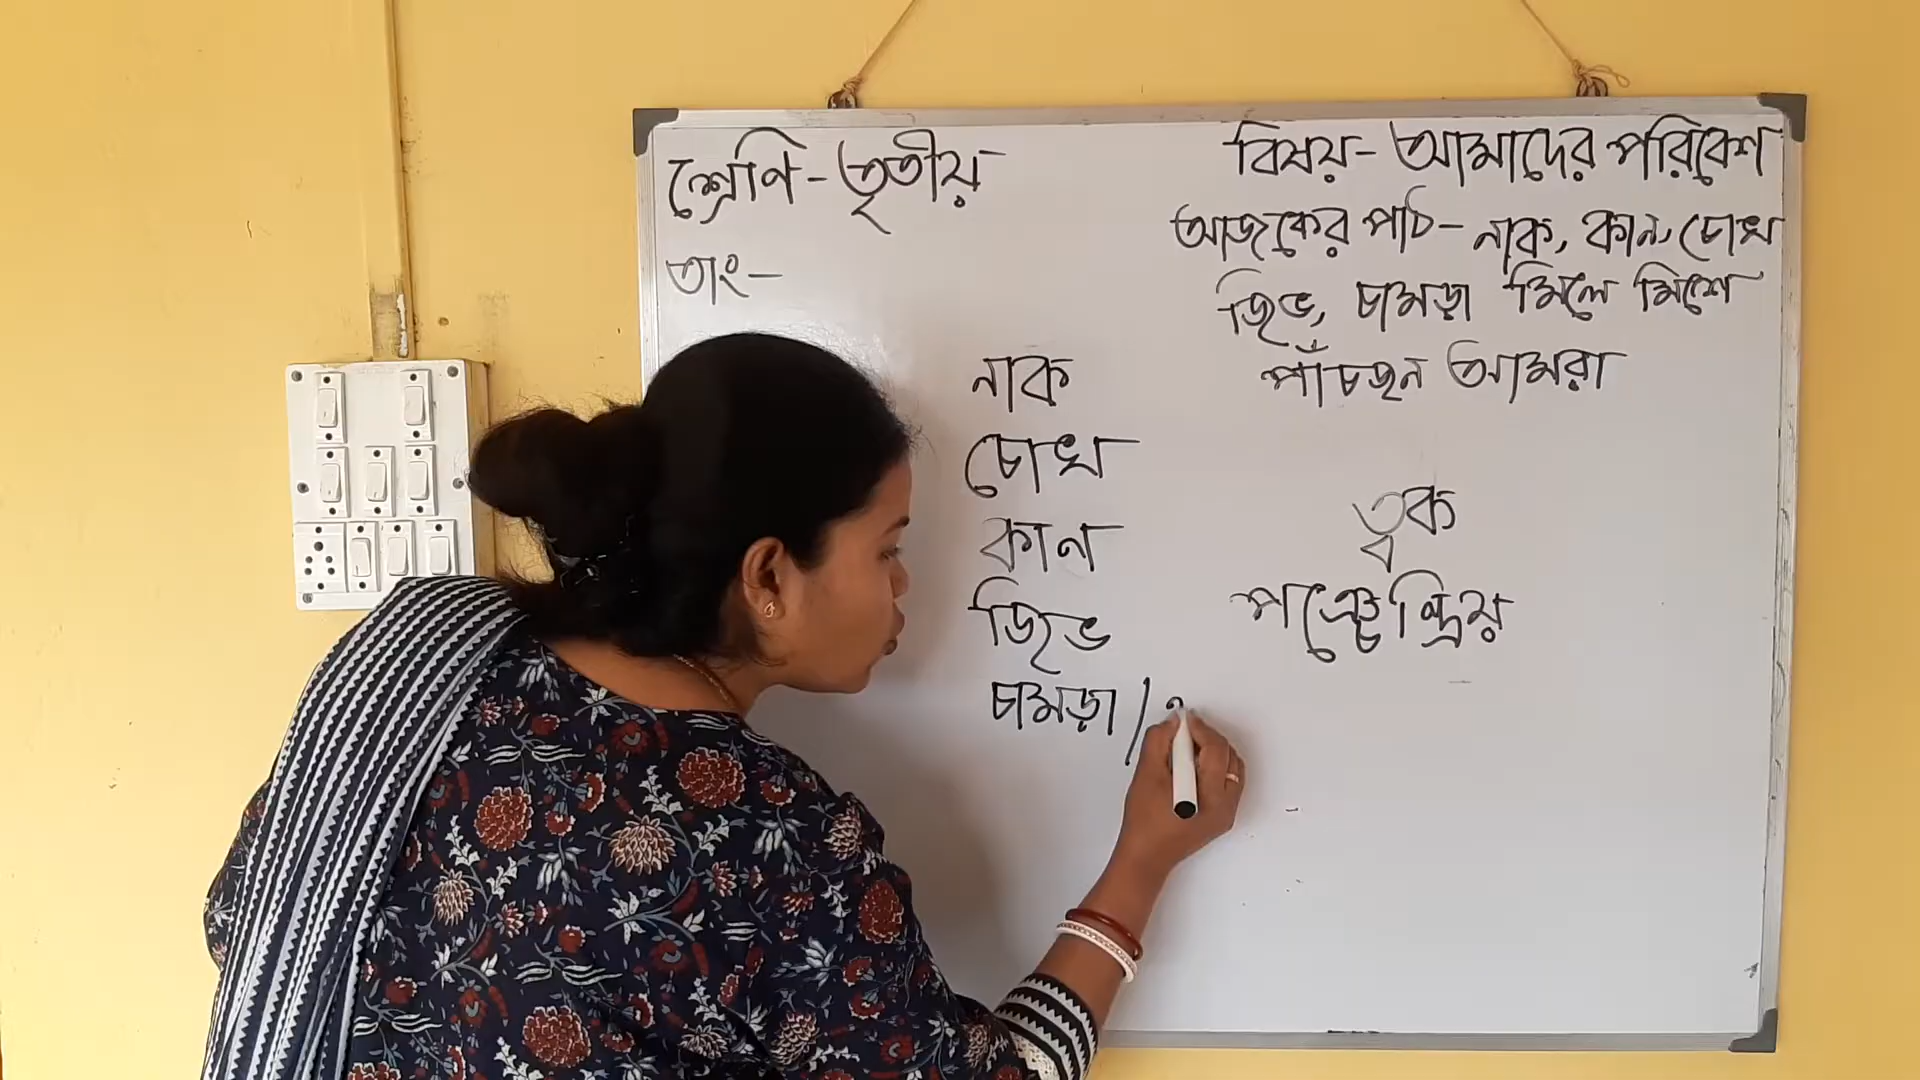 শ্রেণি - তৃতীয়
তাং -
বিষয় - আমাদের পরিবেশ
আজকের পাঠ - নাক, কান, চোখ
জিভ, চামড়া মিলে মিশে
পাঁচজন আমরা
নাক
চোখ
কান
জিভ
চামড়া /
ত্বক
পঞ্চেন্দ্রিয়